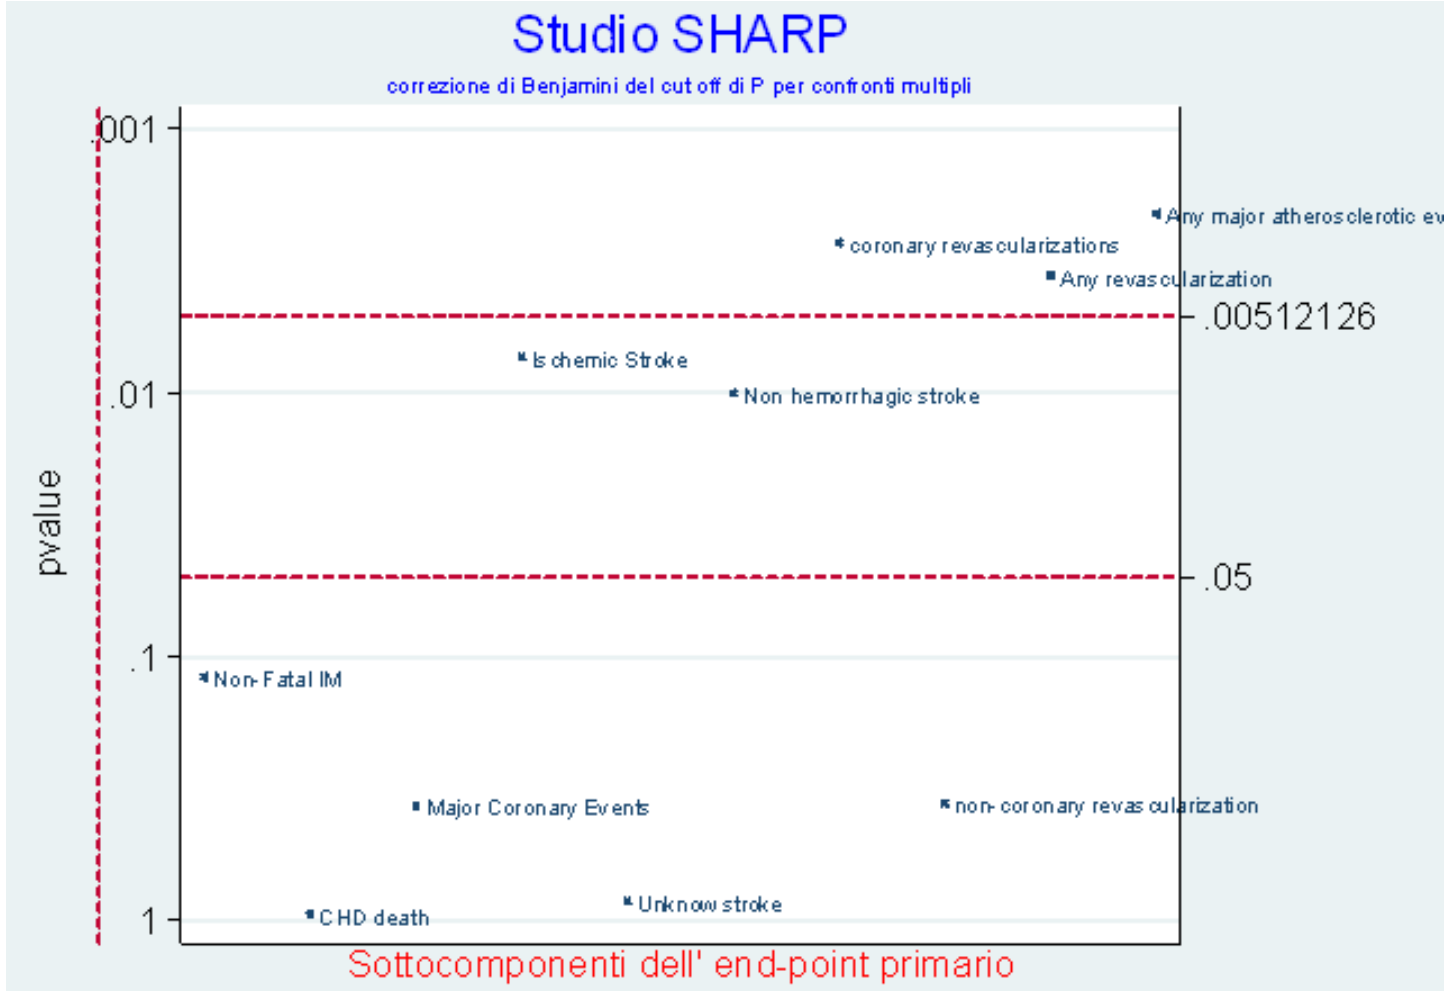 Studio SHARP
correzione di Benjamini del cut off di P per confronti multipli
.001
Any major atherosclerotic ev
coronary revascularizations
Any revascularization
.00512126
Ischemic Stroke
.01
Non hemorrhagic stroke
pvalue
.05
.1
Non-Fatal IM
Major Coronary Events
non-coronary revascularization
Unknow stroke
1
CHD death
Sottocomponenti dell' end-point primario